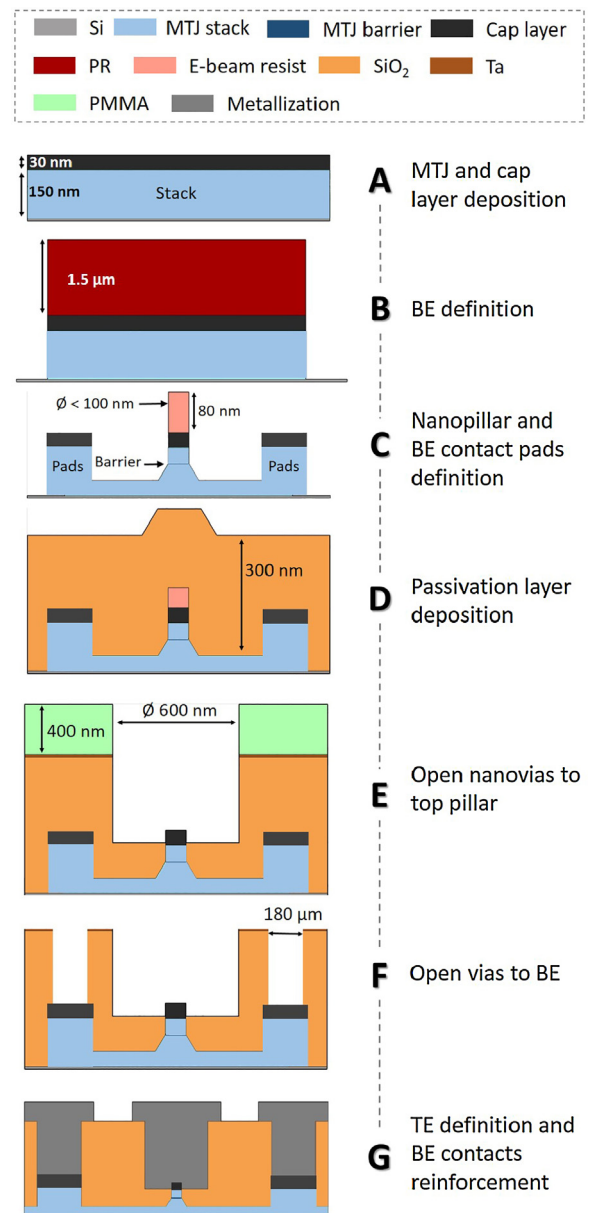 Si MTJ stack MTJ barrier Cap layer
PR E-beam resist SiO₂ Ta
PMMA Metallization
30 nm
150 nm
Stack
A
MTJ and cap
layer deposition
1.5 µm
B
BE definition
Ø < 100 nm
80 nm
Pads
Barrier
Pads
C
Nanopillar and
BE contact pads
definition
300 nm
D
Passivation layer
deposition
400 nm
Ø 600 nm
E
Open nanovias to
top pillar
180 µm
F
Open vias to BE
G
TE definition and
BE contacts
reinforcement